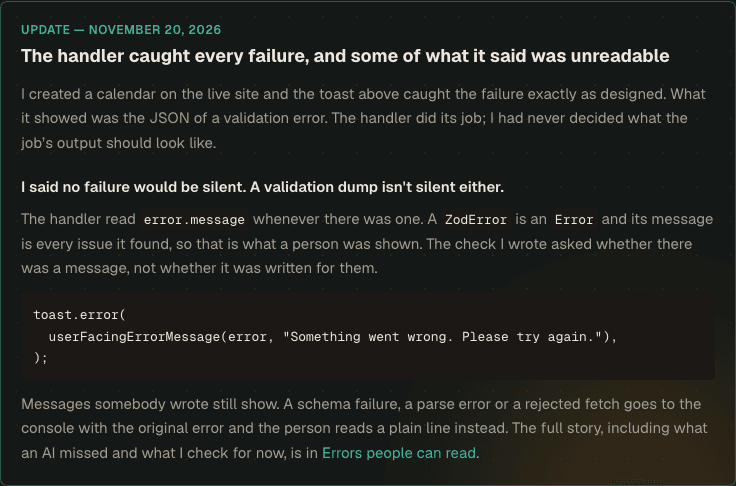 UPDATE — NOVEMBER 20, 2026
The handler caught every failure, and some of what it said was unreadable
I created a calendar on the live site and the toast above caught the failure exactly as designed. What
it showed was the JSON of a validation error. The handler did its job; I had never decided what the
job’s output should look like.
I said no failure would be silent. A validation dump isn't silent either.
The handler read error.message whenever there was one. A ZodError is an Error and its message
is every issue it found, so that is what a person was shown. The check I wrote asked whether there
was a message, not whether it was written for them.
toast.error(
  userFacingErrorMessage(error, "Something went wrong. Please try again."),
);
Messages somebody wrote still show. A schema failure, a parse error or a rejected fetch goes to the
console with the original error and the person reads a plain line instead. The full story, including what
an AI missed and what I check for now, is in Errors people can read.